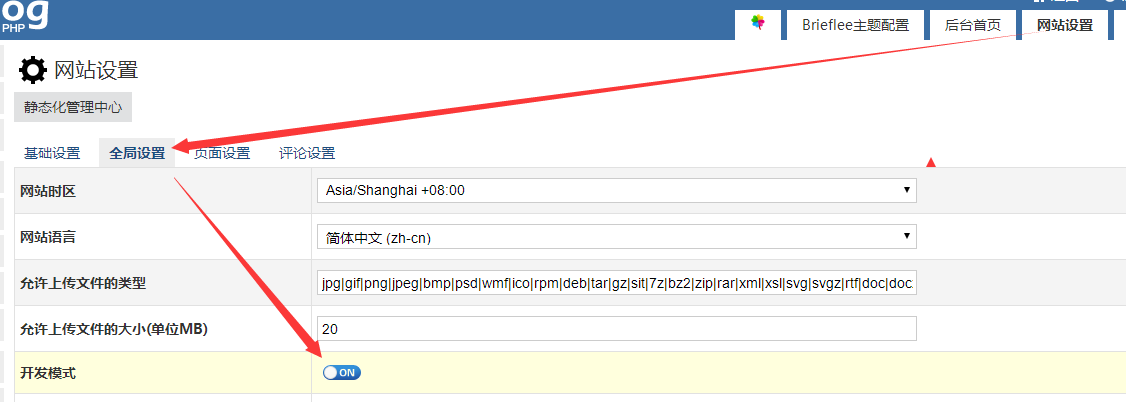 og
PHP
Brieflee主题配置
后台首页
网站设置
网站设置
静态化管理中心
基础设置
全局设置
页面设置
评论设置
网站时区
Asia/Shanghai +08:00
网站语言
简体中文 (zh-cn)
允许上传文件的类型
jpg|gif|png|jpeg|bmp|psd|wmf|ico|rpm|deb|tar|gz|sit|7z|bz2|zip|rar|xml|xsl|svg|svgz|rtf|doc|doc
允许上传文件的大小(单位MB)
20
开发模式
ON